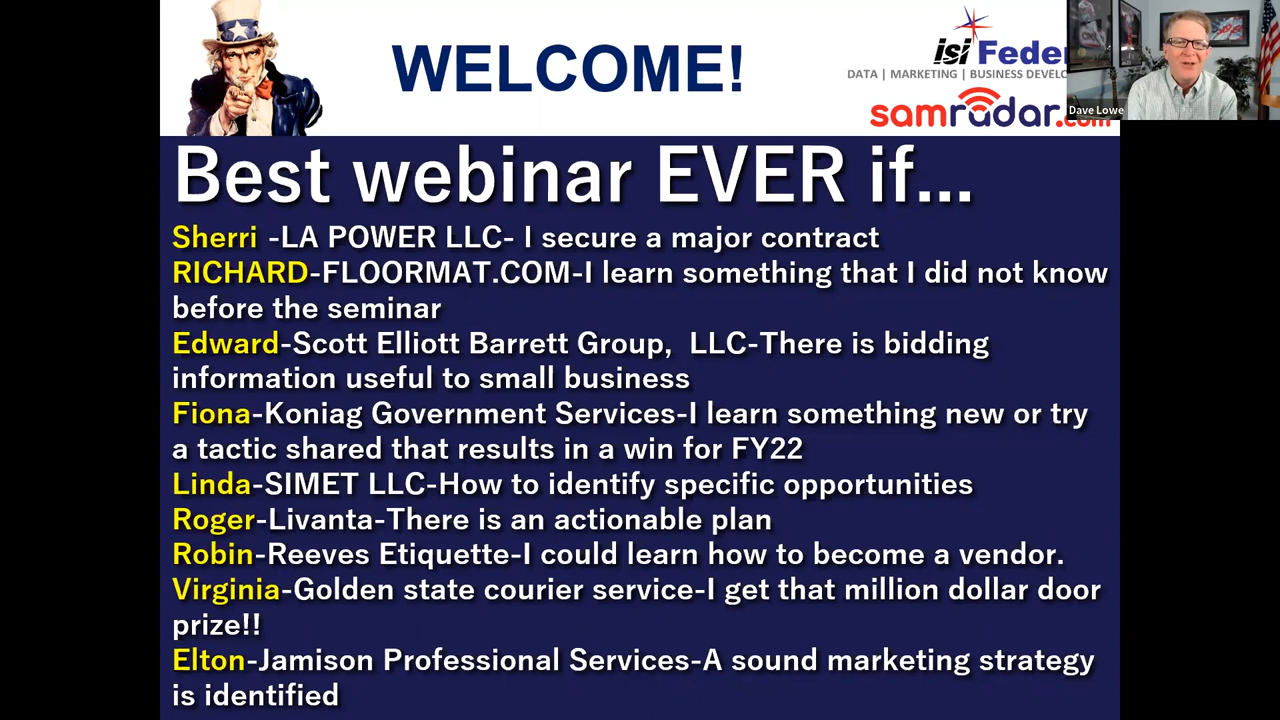 WELCOME!
isi Feder
DATA | MARKETING | BUSINESS DEVELO
samradar.com
Dave Lowe
Best webinar EVER if...
Sherri -LA POWER LLC- I secure a major contract
RICHARD-FLOORMAT.COM-I learn something that I did not know
before the seminar
Edward-Scott Elliott Barrett Group, LLC-There is bidding
information useful to small business
Fiona-Koniag Government Services-I learn something new or try
a tactic shared that results in a win for FY22
Linda-SIMET LLC-How to identify specific opportunities
Roger-Livanta-There is an actionable plan
Robin-Reeves Etiquette-I could learn how to become a vendor.
Virginia-Golden state courier service-I get that million dollar door
prize!!
Elton-Jamison Professional Services-A sound marketing strategy
is identified